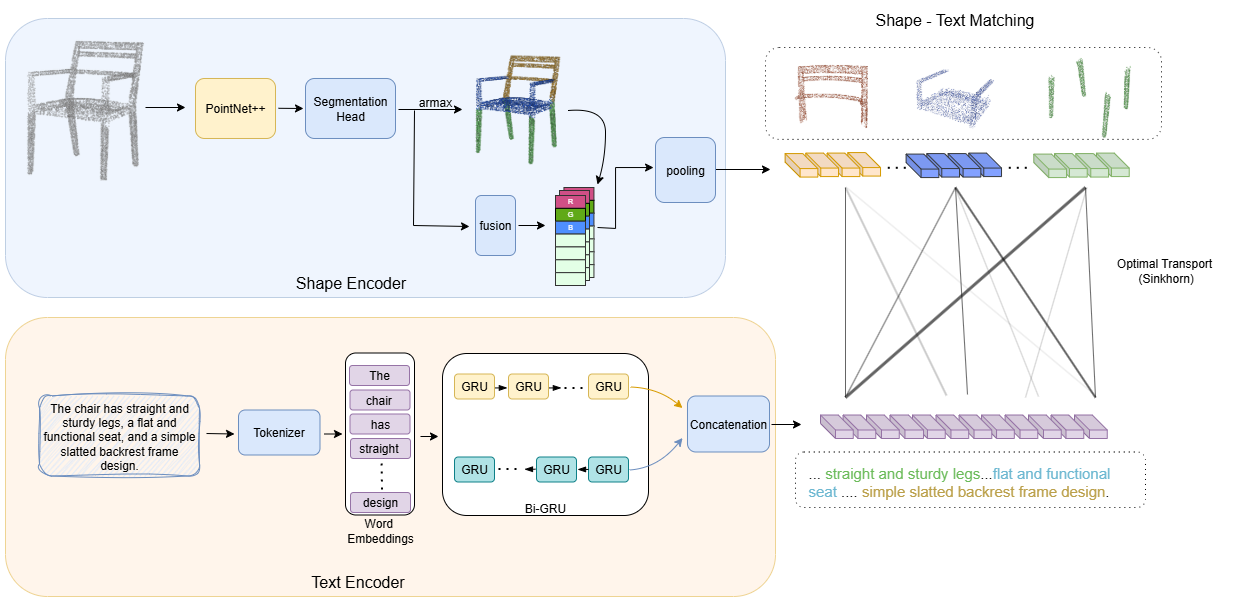 Shape - Text Matching
PointNet++
Segmentation
Head
armax
fusion
R
G
B
pooling
Shape Encoder
Optimal Transport
(Sinkhorn)
The chair has straight and
sturdy legs, a flat and
functional seat, and a simple
slatted backrest frame
design.
Tokenizer
The
chair
has
straight
design
Word
Embeddings
GRU
GRU
GRU
GRU
GRU
GRU
Bi-GRU
Concatenation
Text Encoder
... straight and sturdy legs...flat and functional
seat .... simple slatted backrest frame design.